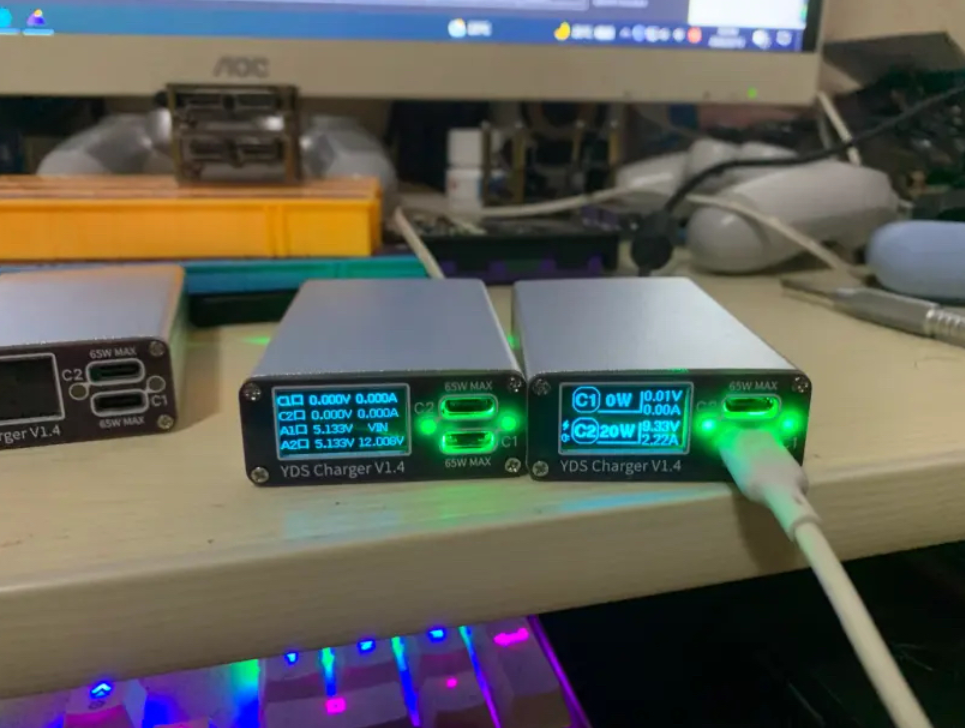 AOC
65W MAX
C2
C1
65W MAX
rger V1.4
C1 0.000V 0.000A
C2 0.000V 0.000A
A1 5.133V VIN
A2 5.133V 12.006V
65W MAX
C2
C1
65W MAX
YDS Charger V1.4
C1 0W 0.01V
0.00A
C2 20W 9.33V
2.22A
65W MAX
YDS Charger V1.4